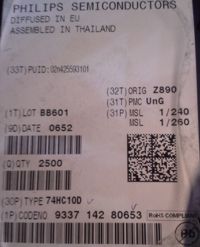 PHILIPS SEMICONDUCTORS
DIFFUSED IN EU
ASSEMBLED IN THAILAND
(33T) PUID: 02n425593101
(32T) ORIG Z890
(31T) PMC UnG
(1T) LOT BB601
(31P) MSL 1/240
(9D) DATE 0652
MSL 1/260
(Q) QTY 2500
(30P) TYPE 74HC10D
RoHS COMPLIANT
(1P) CODENO 9337 142 80653
Pb